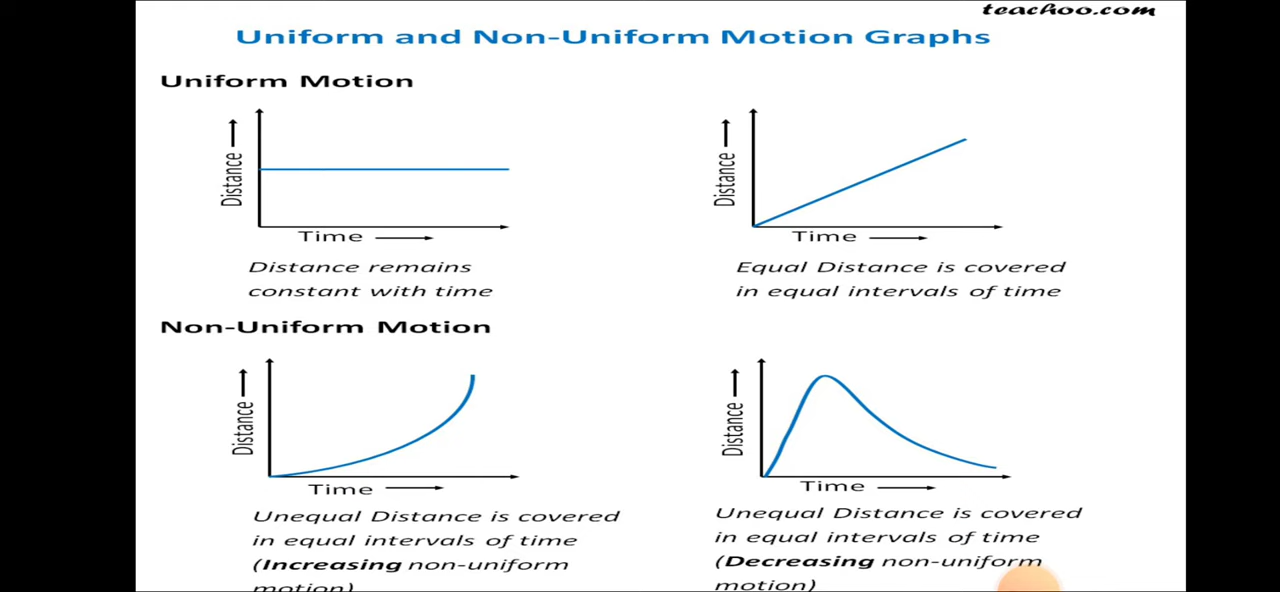 teachoo.com
Uniform and Non-Uniform Motion Graphs
Uniform Motion
Distance
Time
Distance remains
constant with time
Distance
Time
Equal Distance is covered
in equal intervals of time
Non-Uniform Motion
Distance
Time
Unequal Distance is covered
in equal intervals of time
(Increasing non-uniform
motion)
Distance
Time
Unequal Distance is covered
in equal intervals of time
(Decreasing non-uniform
motion)